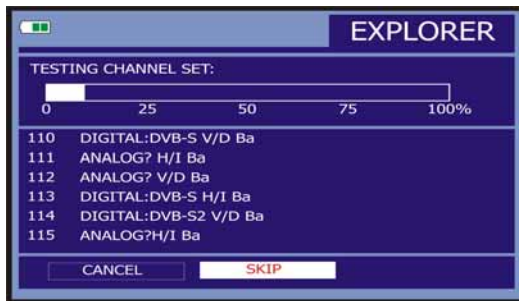 EXPLORER
TESTING CHANNEL SET:
0 25 50 75 100%
110 DIGITAL:DVB-S V/D Ba
111 ANALOG? H/I Ba
112 ANALOG? V/D Ba
113 DIGITAL:DVB-S H/I Ba
114 DIGITAL:DVB-S2 V/D Ba
115 ANALOG?H/I Ba
CANCEL SKIP